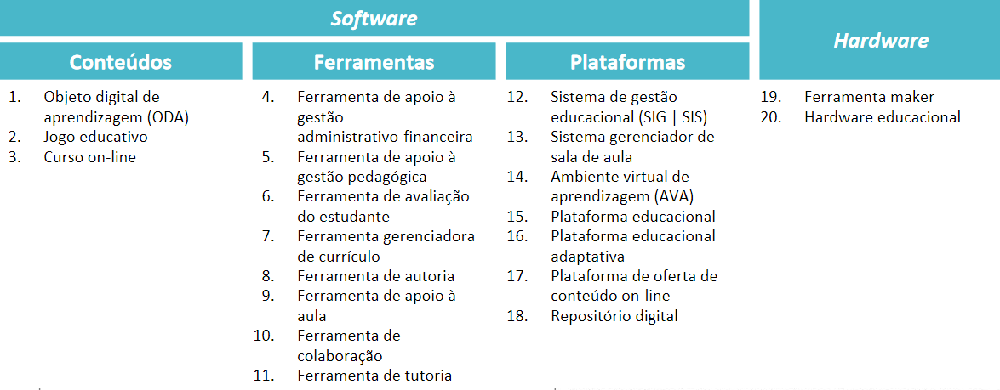 Software
Hardware
Conteúdos
Ferramentas
Plataformas
1. Objeto digital de
aprendizagem (ODA)
2. Jogo educativo
3. Curso on-line
4. Ferramenta de apoio à
gestão
administrativo-financeira
5. Ferramenta de apoio à
gestão pedagógica
6. Ferramenta de avaliação
do estudante
7. Ferramenta gerenciadora
de currículo
8. Ferramenta de autoria
9. Ferramenta de apoio à
aula
10. Ferramenta de
colaboração
11. Ferramenta de tutoria
12. Sistema de gestão
educacional (SIG | SIS)
13. Sistema gerenciador de
sala de aula
14. Ambiente virtual de
aprendizagem (AVA)
15. Plataforma educacional
16. Plataforma educacional
adaptativa
17. Plataforma de oferta de
conteúdo on-line
18. Repositório digital
19. Ferramenta maker
20. Hardware educacional